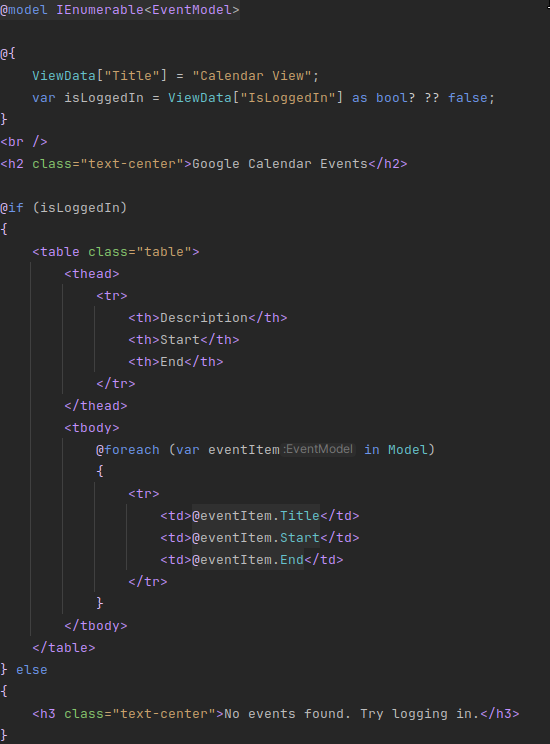 @model IEnumerable<EventModel>
@{
ViewData["Title"] = "Calendar View";
var isLoggedIn = ViewData["IsLoggedIn"] as bool? ?? false;
}
<br />
<h2 class="text-center">Google Calendar Events</h2>
@if (isLoggedIn)
{
<table class="table">
<thead>
<tr>
<th>Description</th>
<th>Start</th>
<th>End</th>
</tr>
</thead>
<tbody>
@foreach (var eventItem :EventModel in Model)
{
<tr>
<td>@eventItem.Title</td>
<td>@eventItem.Start</td>
<td>@eventItem.End</td>
</tr>
}
</tbody>
</table>
} else
{
<h3 class="text-center">No events found. Try logging in.</h3>
}